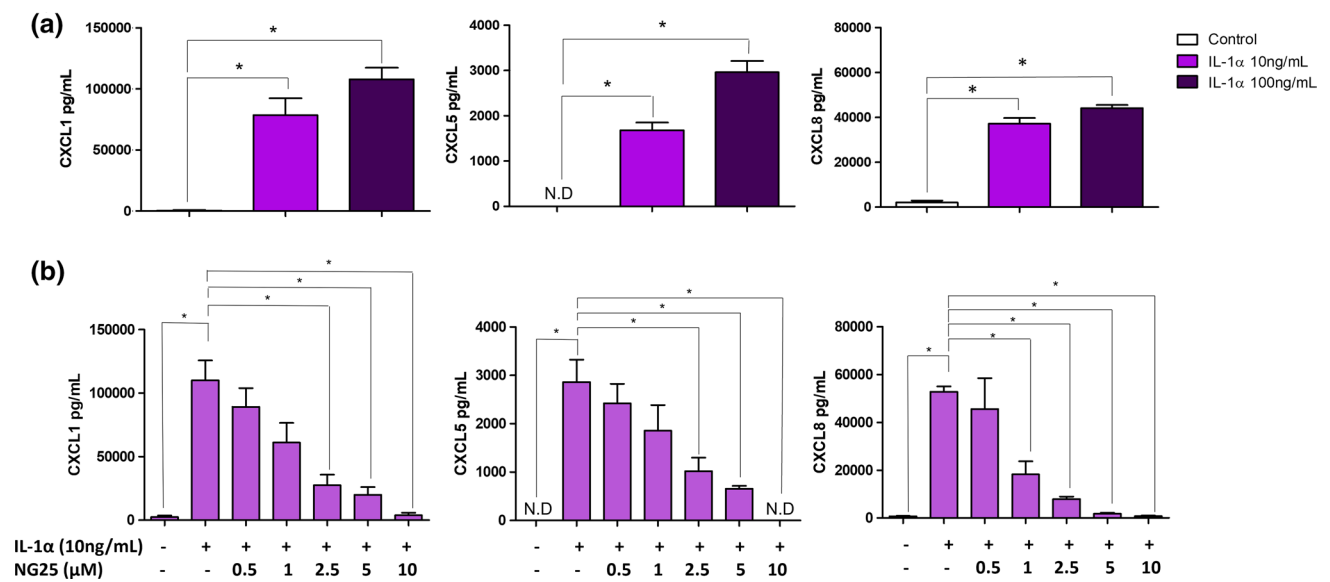 (a)
150000
100000
50000
0
CXCL1 pg/mL
*
*
4000
3000
2000
1000
0
CXCL5 pg/mL
N.D
*
*
80000
60000
40000
20000
0
CXCL8 pg/mL
*
*
Control
IL-1α 10ng/mL
IL-1α 100ng/mL
(b)
150000
100000
50000
0
CXCL1 pg/mL
*
*
*
*
4000
3000
2000
1000
0
CXCL5 pg/mL
*
*
*
*
N.D
N.D
80000
60000
40000
20000
0
CXCL8 pg/mL
*
*
*
*
*
IL-1α (10ng/mL) - + + + + + + - + + + + + + - + + + + + +
NG25 (µM) - - 0.5 1 2.5 5 10 - - 0.5 1 2.5 5 10 - - 0.5 1 2.5 5 10